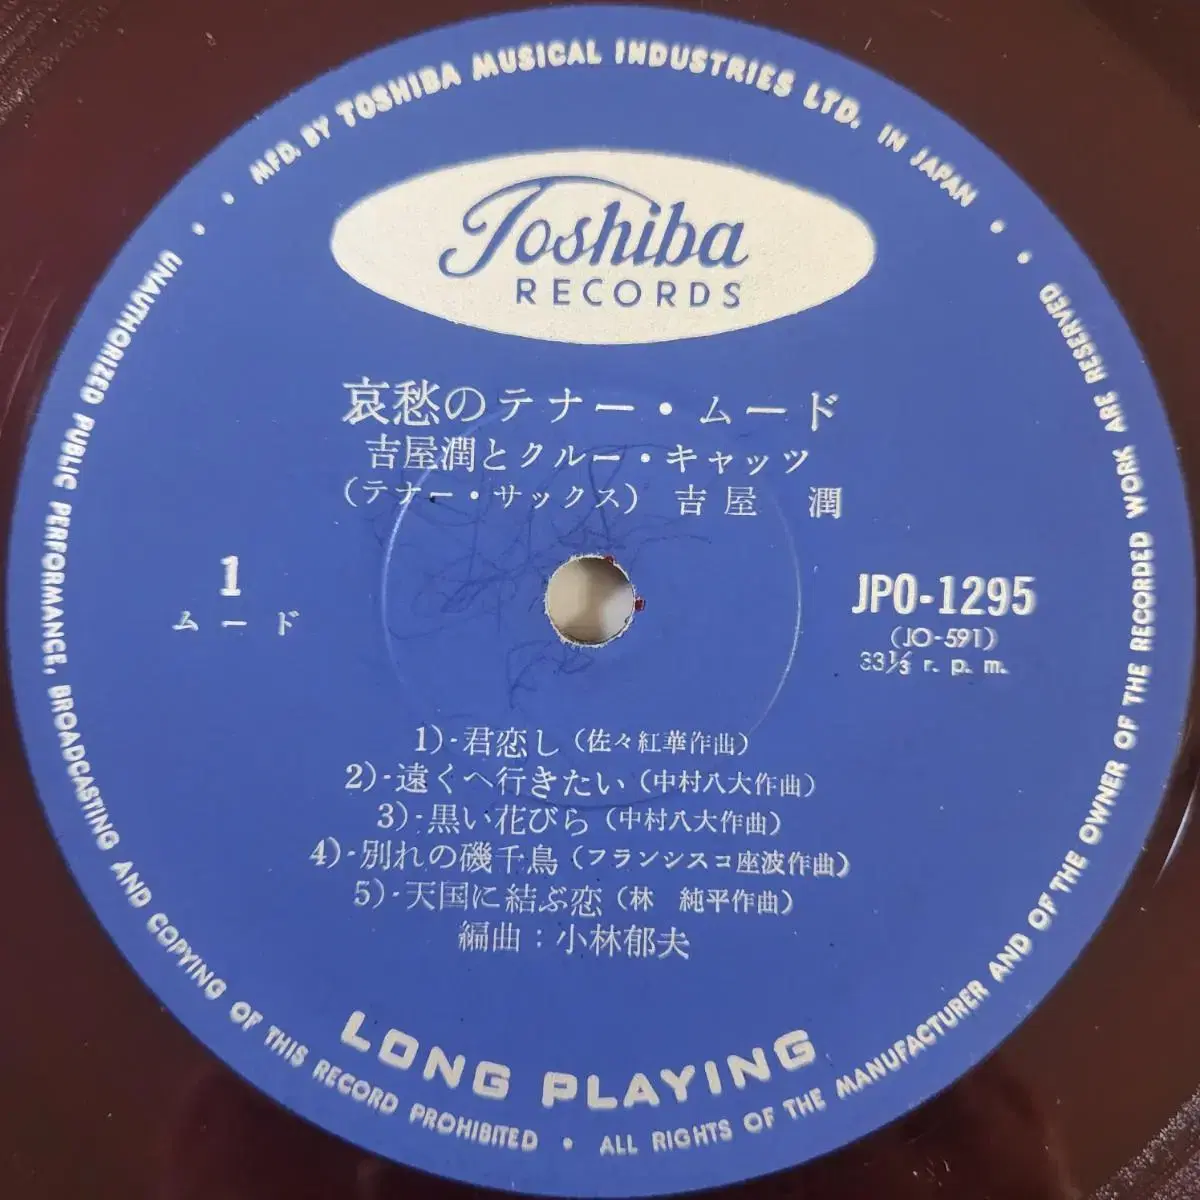 MFD. BY TOSHIBA MUSICAL INDUSTRIES LTD. IN JAPAN
Toshiba
RECORDS
哀愁のテナー・ムード
吉屋潤とクルー・キャッツ
(テナー・サックス) 吉屋 潤
1
ムード
JPO-1295
(JO-591)
33⅓ r. p. m.
1)-君恋し(佐々紅華作曲)
2)-遠くへ行きたい(中村八大作曲)
3)-黒い花びら(中村八大作曲)
4)-別れの磯千鳥(フランシスコ座波作曲)
5)-天国に結ぶ恋(林 純平作曲)
編曲:小林郁夫
LONG PLAYING
UNAUTHORIZED PUBLIC PERFORMANCE, BROADCASTING AND COPYING OF THIS RECORD PROHIBITED • ALL RIGHTS OF THE MANUFACTURER AND OF THE OWNER OF THE RECORDED WORK ARE RESERVED